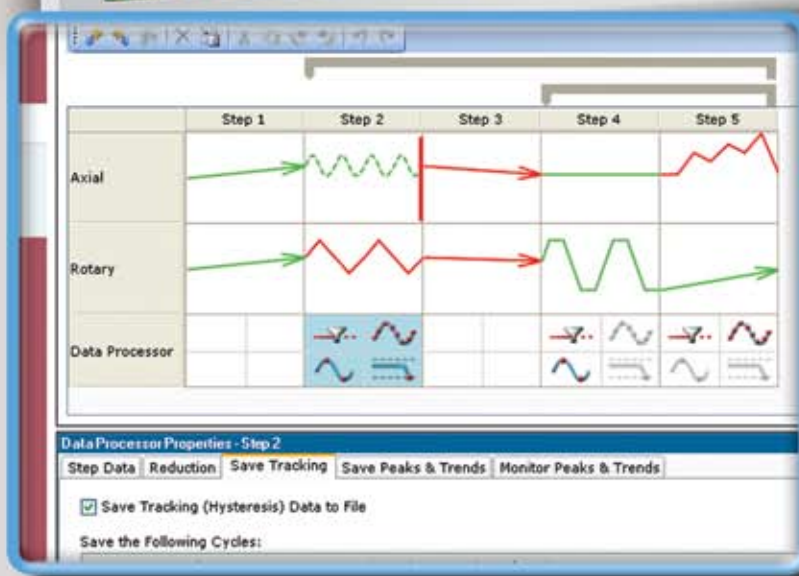 Step 1 Step 2 Step 3 Step 4 Step 5
Axial
Rotary
Data Processor
Data Processor Properties - Step 2
Step Data Reduction Save Tracking Save Peaks & Trends Monitor Peaks & Trends
Save Tracking (Hysteresis) Data to File
Save the Following Cycles: